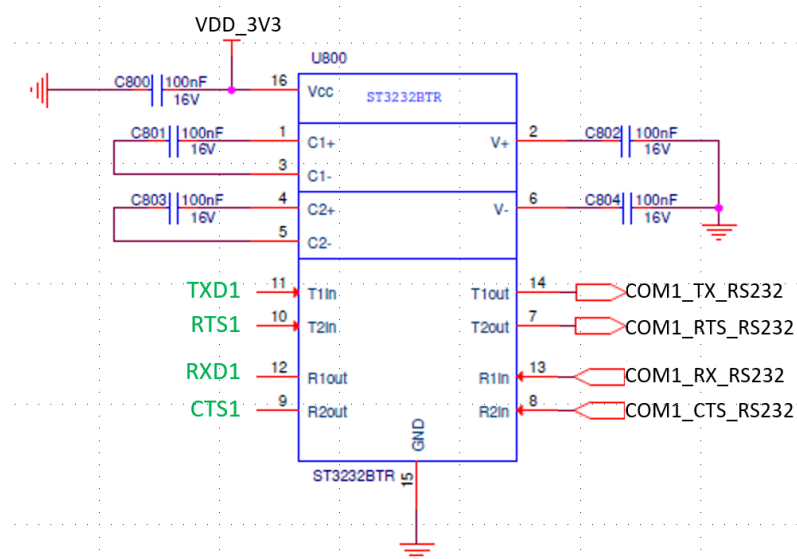 VDD_3V3
U800
C800 100nF
16V
16
Vcc
ST3232BTR
C801 100nF
16V
1
C1+
3
C1-
V+
2
C802 100nF
16V
C803 100nF
16V
4
C2+
5
C2-
V-
6
C804 100nF
16V
TXD1 11 T1In T1out 14 COM1_TX_RS232
RTS1 10 T2In T2out 7 COM1_RTS_RS232
RXD1 12 R1out R1In 13 COM1_RX_RS232
CTS1 9 R2out R2In 8 COM1_CTS_RS232
GND
ST3232BTR
15